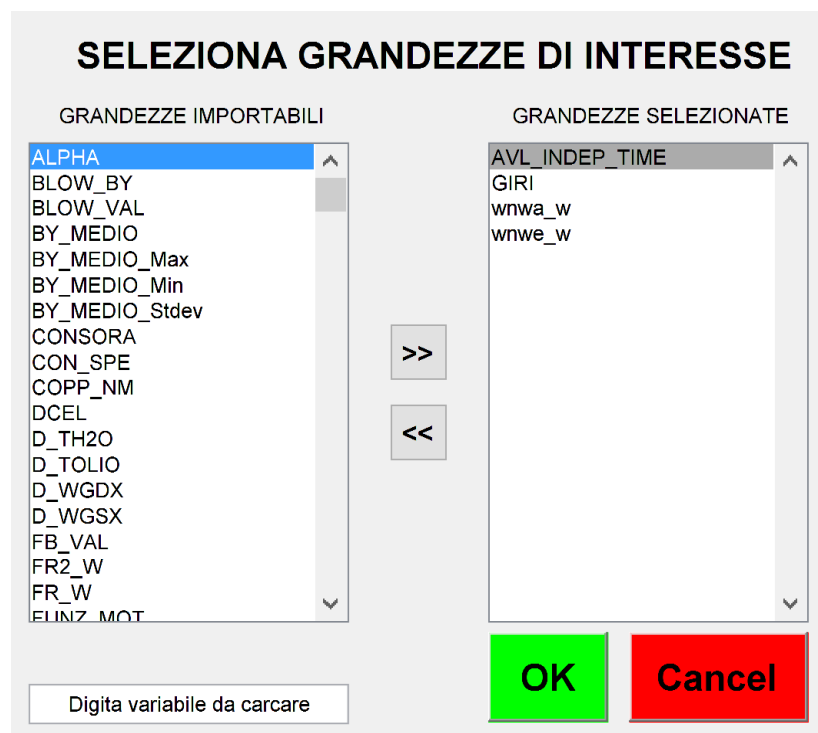 SELEZIONA GRANDEZZE DI INTERESSE
GRANDEZZE IMPORTABILI
ALPHA
BLOW_BY
BLOW_VAL
BY_MEDIO
BY_MEDIO_Max
BY_MEDIO_Min
BY_MEDIO_Stdev
CONSORA
CON_SPE
COPP_NM
DCEL
D_TH2O
D_TOLIO
D_WGDX
D_WGSX
FB_VAL
FR2_W
FR_W
FUNZ_MOT
Digita variabile da carcare
>>
<<
GRANDEZZE SELEZIONATE
AVL_INDEP_TIME
GIRI
wnwa_w
wnwe_w
OK
Cancel